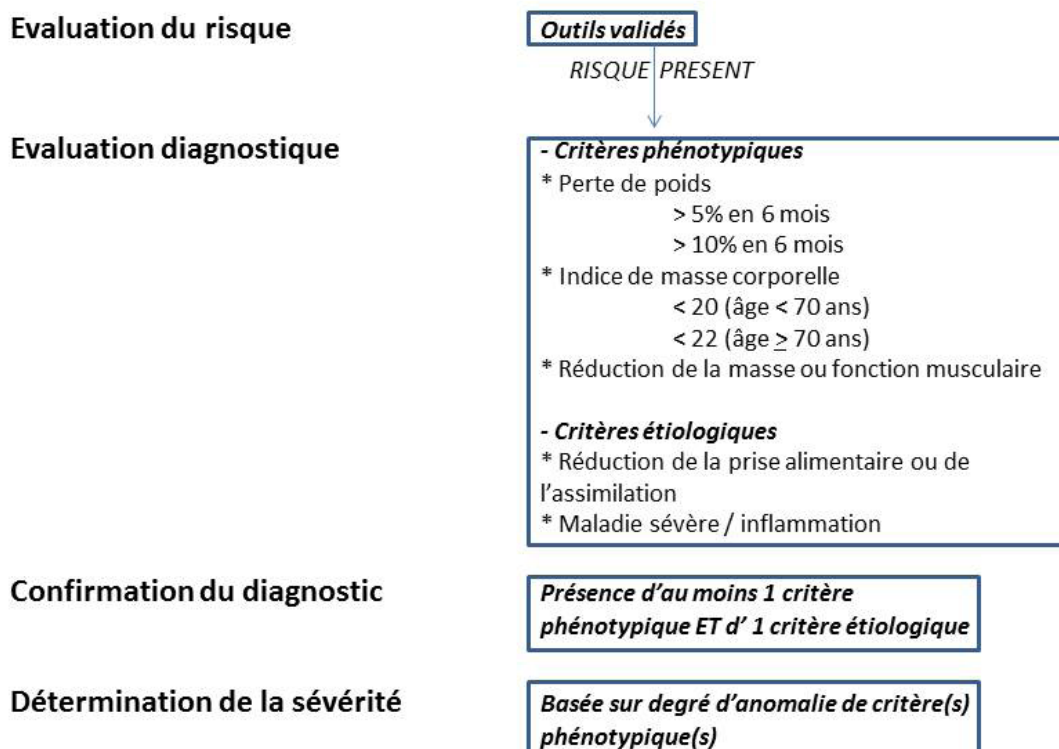 Evaluation du risque
Outils validés
RISQUE PRESENT
Evaluation diagnostique
- Critères phénotypiques
* Perte de poids
> 5% en 6 mois
> 10% en 6 mois
* Indice de masse corporelle
< 20 (âge < 70 ans)
< 22 (âge ≥ 70 ans)
* Réduction de la masse ou fonction musculaire
- Critères étiologiques
* Réduction de la prise alimentaire ou de
l'assimilation
* Maladie sévère / inflammation
Confirmation du diagnostic
Présence d'au moins 1 critère
phénotypique ET d' 1 critère étiologique
Détermination de la sévérité
Basée sur degré d'anomalie de critère(s)
phénotypique(s)